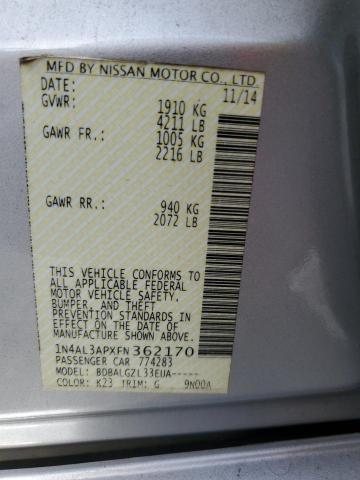 MFD BY NISSAN MOTOR CO., LTD
DATE: 11/14
GVWR: 1910 KG
4211 LB
GAWR FR.: 1005 KG
2216 LB
GAWR RR.: 940 KG
2072 LB
THIS VEHICLE CONFORMS TO
ALL APPLICABLE FEDERAL
MOTOR VEHICLE SAFETY,
BUMPER, AND THEFT
PREVENTION STANDARDS IN
EFFECT ON THE DATE OF
MANUFACTURE SHOWN ABOVE.
1N4AL3APXFN362170
PASSENGER CAR 774283
MODEL: BDBALGZL33EUA-----
COLOR: K23 TRIM: G 9N00A